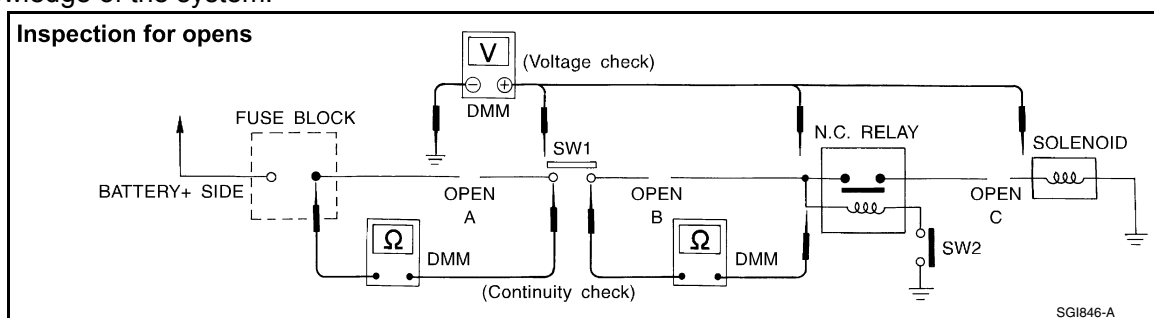 of the system.
Inspection for opens
V
(Voltage check)
DMM
FUSE BLOCK
SW1
N.C. RELAY
SOLENOID
BATTERY+ SIDE
OPEN
A
OPEN
B
OPEN
C
Ω
DMM
Ω
DMM
SW2
(Continuity check)
SGI846-A